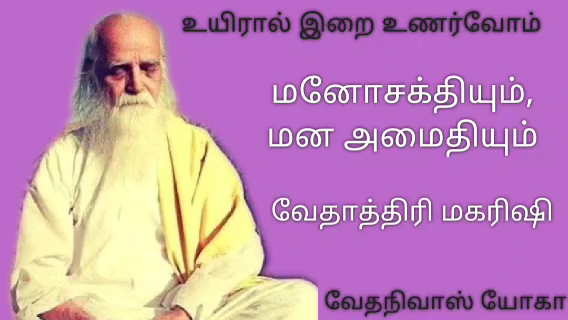 உயிரால் இறை உணர்வோம்
மனோசக்தியும்,
மன அமைதியும்
வேதாத்திரி மகரிஷி
வேதநிவாஸ் யோகா